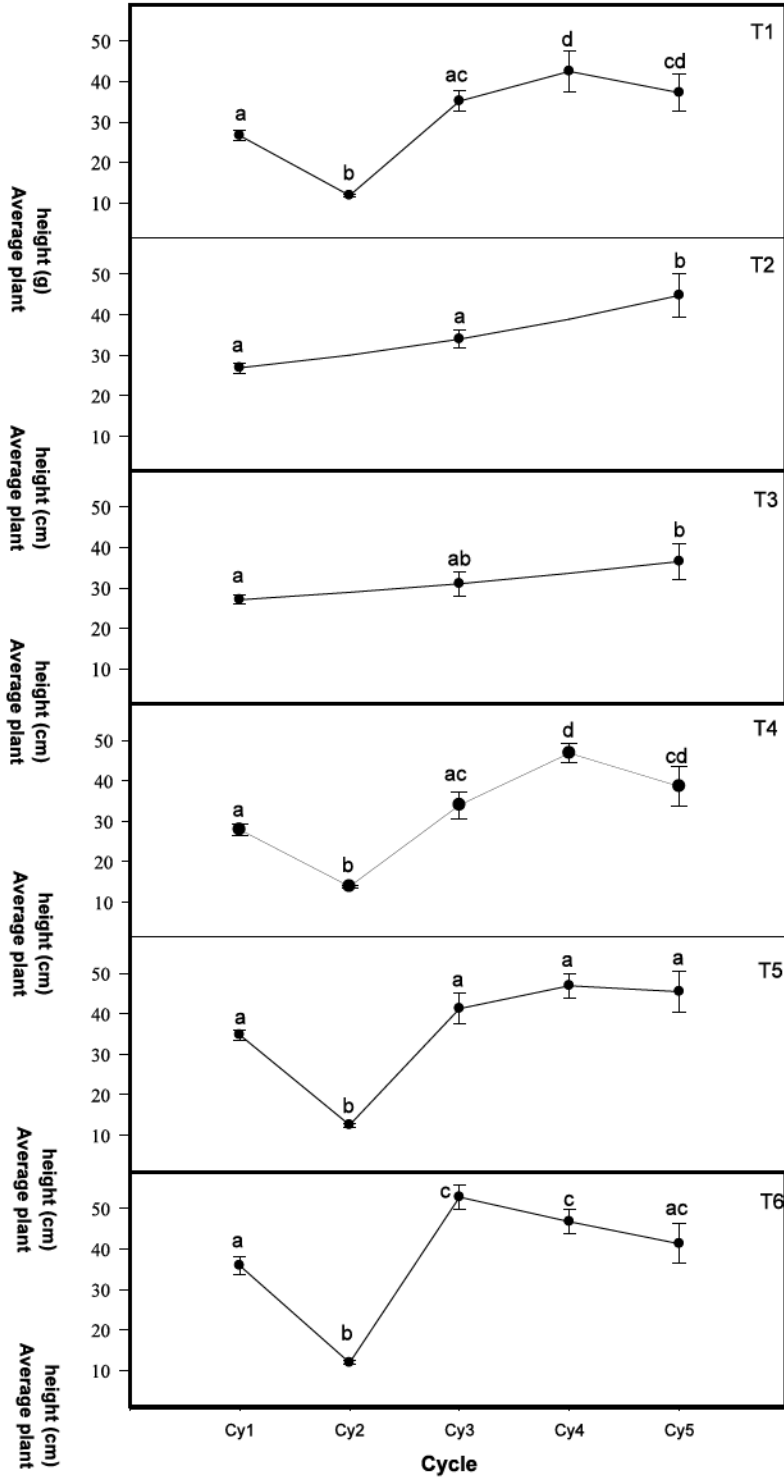 T1
50
40
30
20
10
a
b
ac
d
cd
Average plant
height (g)
T2
50
40
30
20
10
a
a
b
Average plant
height (cm)
T3
50
40
30
20
10
a
ab
b
Average plant
height (cm)
T4
50
40
30
20
10
a
b
ac
d
cd
Average plant
height (cm)
T5
50
40
30
20
10
a
b
a
a
a
Average plant
height (cm)
T6
50
40
30
20
10
a
b
c
c
ac
Average plant
height (cm)
Cy1 Cy2 Cy3 Cy4 Cy5
Cycle